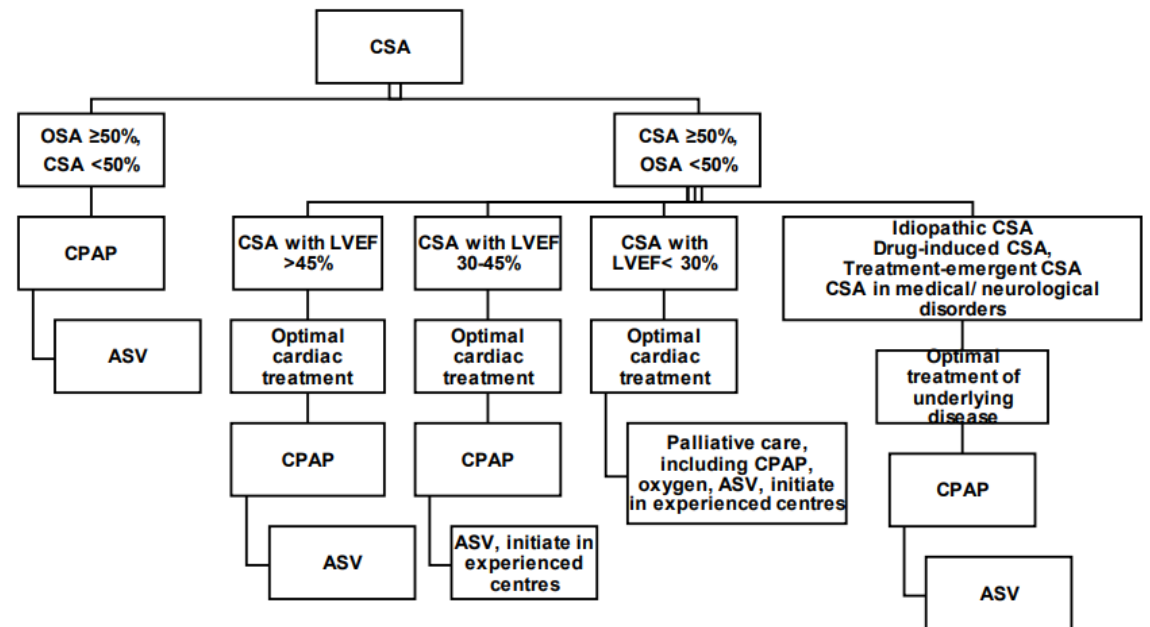 CSA
OSA ≥50%,
CSA <50%
CSA ≥50%,
OSA <50%
CPAP
ASV
CSA with LVEF
>45%
Optimal
cardiac
treatment
CPAP
ASV
CSA with LVEF
30-45%
Optimal
cardiac
treatment
CPAP
ASV, initiate in
experienced
centres
CSA with
LVEF< 30%
Optimal
cardiac
treatment
Palliative care,
including CPAP,
oxygen, ASV, initiate
in experienced centres
Idiopathic CSA
Drug-induced CSA,
Treatment-emergent CSA
CSA in medical/ neurological
disorders
Optimal
treatment of
underlying
disease
CPAP
ASV